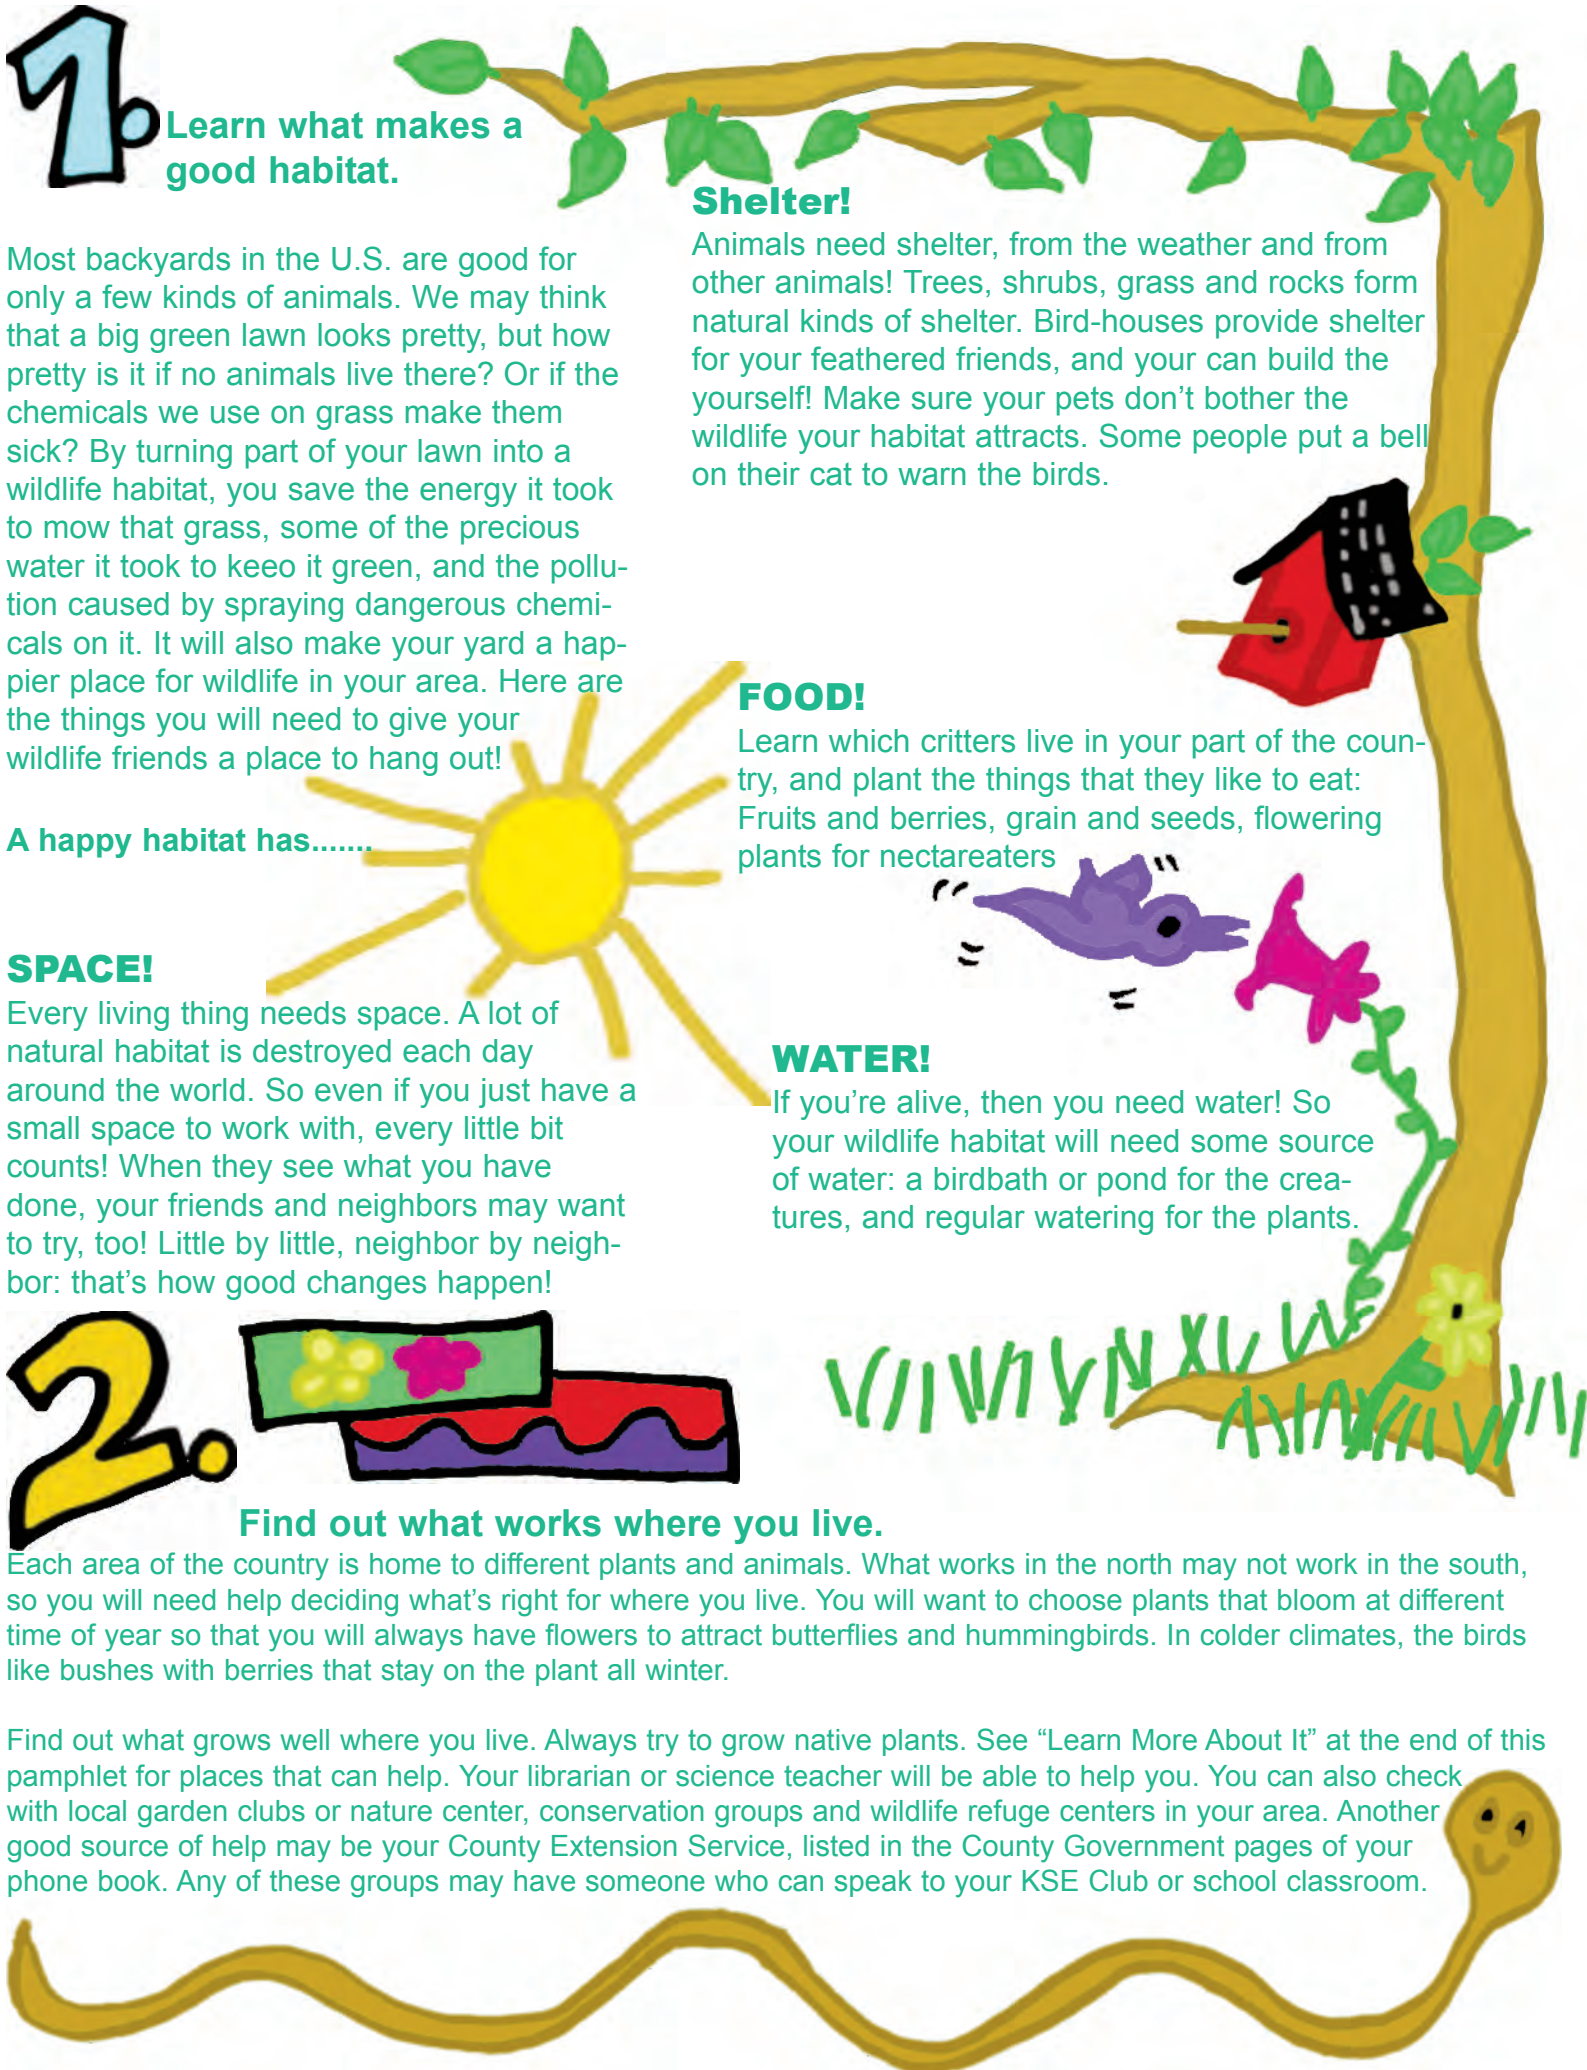 1.
Learn what makes a
good habitat.
Most backyards in the U.S. are good for
only a few kinds of animals. We may think
that a big green lawn looks pretty, but how
pretty is it if no animals live there? Or if the
chemicals we use on grass make them
sick? By turning part of your lawn into a
wildlife habitat, you save the energy it took
to mow that grass, some of the precious
water it took to keeo it green, and the pollu-
tion caused by spraying dangerous chemi-
cals on it. It will also make your yard a hap-
pier place for wildlife in your area. Here are
the things you will need to give your
wildlife friends a place to hang out!
A happy habitat has.......
SPACE!
Every living thing needs space. A lot of
natural habitat is destroyed each day
around the world. So even if you just have a
small space to work with, every little bit
counts! When they see what you have
done, your friends and neighbors may want
to try, too! Little by little, neighbor by neigh-
bor: that's how good changes happen!
Shelter!
Animals need shelter, from the weather and from
other animals! Trees, shrubs, grass and rocks form
natural kinds of shelter. Bird-houses provide shelter
for your feathered friends, and your can build the
yourself! Make sure your pets don't bother the
wildlife your habitat attracts. Some people put a bell
on their cat to warn the birds.
FOOD!
Learn which critters live in your part of the coun-
try, and plant the things that they like to eat:
Fruits and berries, grain and seeds, flowering
plants for nectareaters
WATER!
If you're alive, then you need water! So
your wildlife habitat will need some source
of water: a birdbath or pond for the crea-
tures, and regular watering for the plants.
2.
Find out what works where you live.
Each area of the country is home to different plants and animals. What works in the north may not work in the south,
so you will need help deciding what's right for where you live. You will want to choose plants that bloom at different
time of year so that you will always have flowers to attract butterflies and hummingbirds. In colder climates, the birds
like bushes with berries that stay on the plant all winter.
Find out what grows well where you live. Always try to grow native plants. See “Learn More About It” at the end of this
pamphlet for places that can help. Your librarian or science teacher will be able to help you. You can also check
with local garden clubs or nature center, conservation groups and wildlife refuge centers in your area. Another
good source of help may be your County Extension Service, listed in the County Government pages of your
phone book. Any of these groups may have someone who can speak to your KSE Club or school classroom.